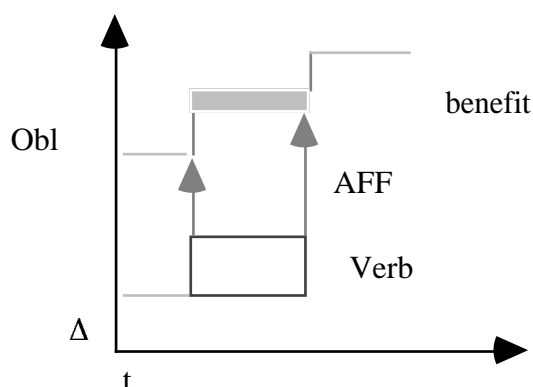 benefit
Obl
AFF
Verb
Δ
t